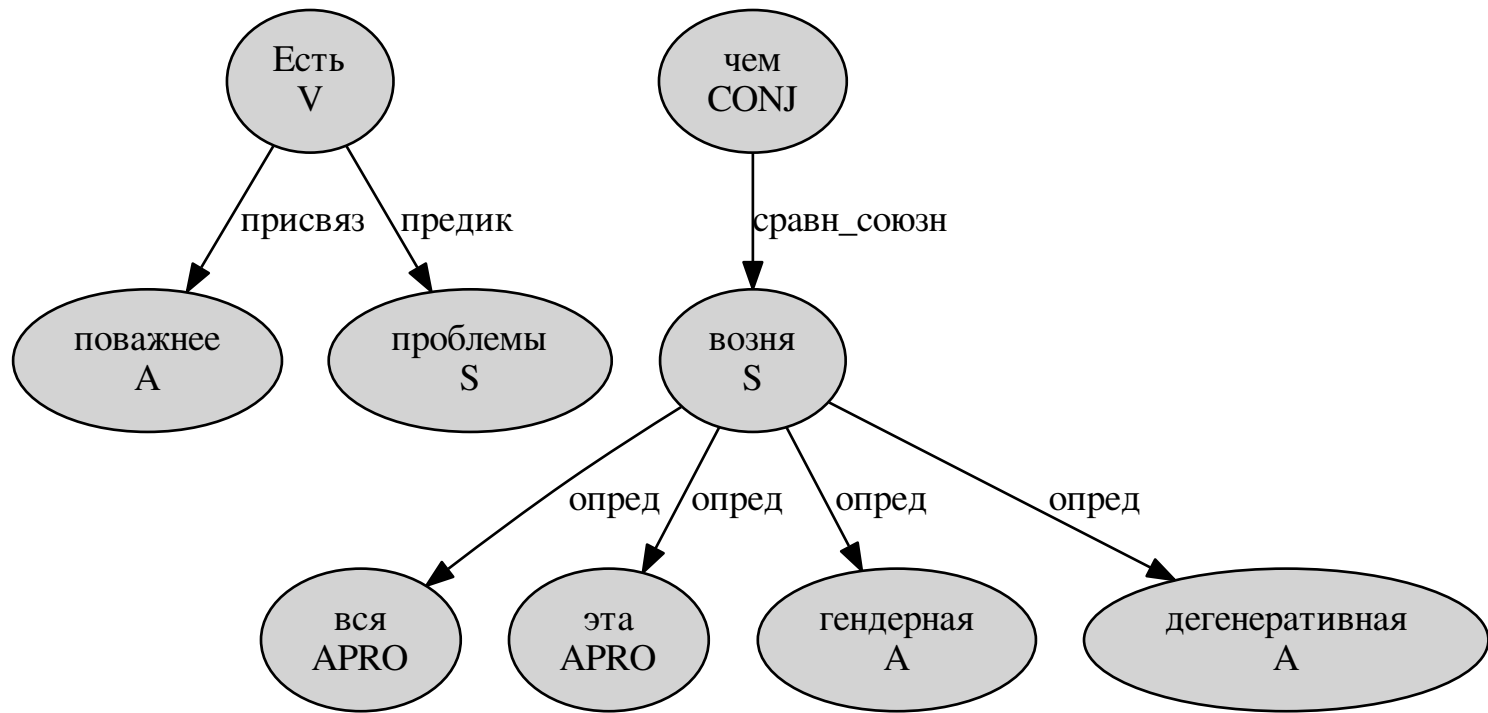 Есть
V
чем
CONJ
присвяз
предик
сравн_союзн
поважнее
A
проблемы
S
возня
S
опред
опред
опред
опред
вся
APRO
эта
APRO
гендерная
A
дегенеративная
A